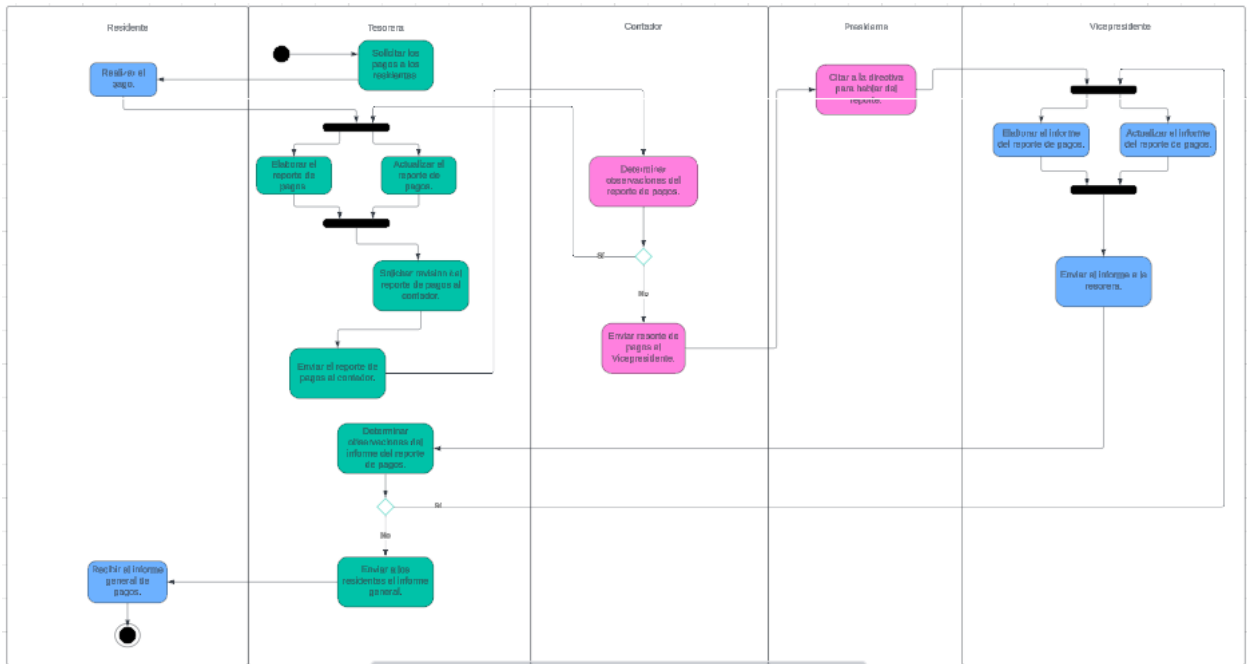 Residente
Tesorera
Contador
Presidente
Vicepresidente
Solicitar los
pagos a los
residentes
Realizar el
pago.
Elaborar el
reporte de
pagos
Actualizar el
reporte de
pagos.
Solicitar revisión del
reporte de pagos al
contador.
Enviar el reporte de
pagos al contador.
Determinar
observaciones del
reporte de pagos.
Si
No
Enviar reporte de
pagos al
Vicepresidente.
Citar a la directiva
para hablar del
reporte.
Elaborar el informe
del reporte de pagos.
Actualizar el informe
del reporte de pagos.
Enviar el informe a la
tesorera.
Determinar
observaciones del
informe del reporte
de pagos.
Si
No
Enviar a los
residentes el informe
general.
Recibir el informe
general de
pagos.